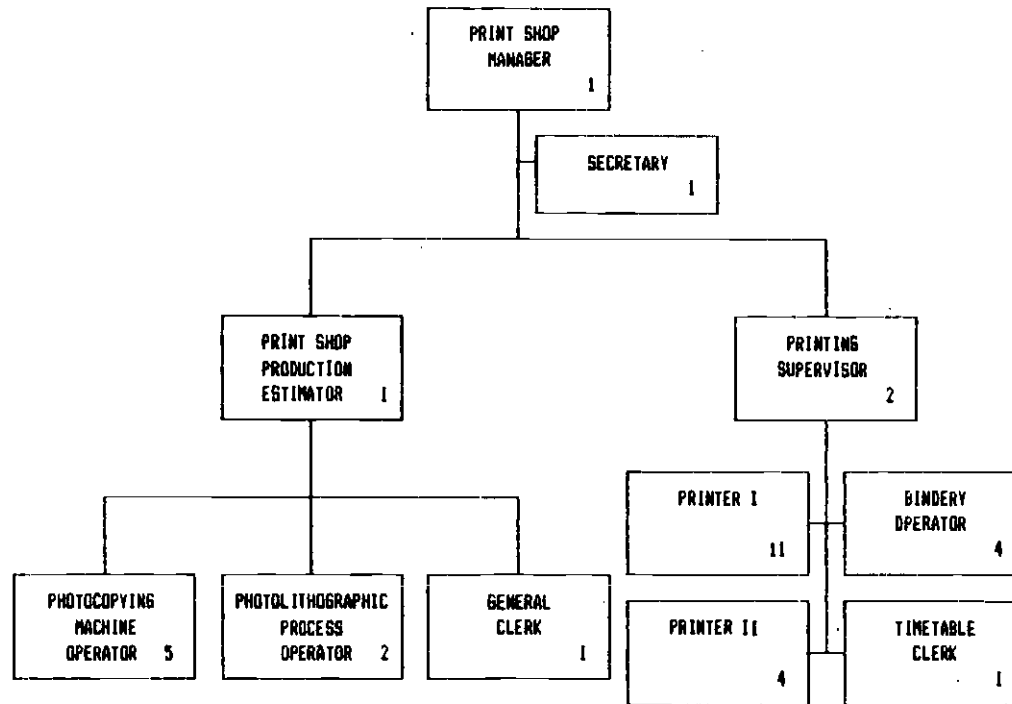 PRINT SHOP
MANAGER
1
SECRETARY
1
PRINT SHOP
PRODUCTION
ESTIMATOR 1
PRINTING
SUPERVISOR
2
PRINTER I
11
BINDERY
OPERATOR
4
PHOTOCOPYING
MACHINE
OPERATOR 5
PHOTOLITHOGRAPHIC
PROCESS
OPERATOR 2
GENERAL
CLERK
1
PRINTER II
4
TIMETABLE
CLERK
1